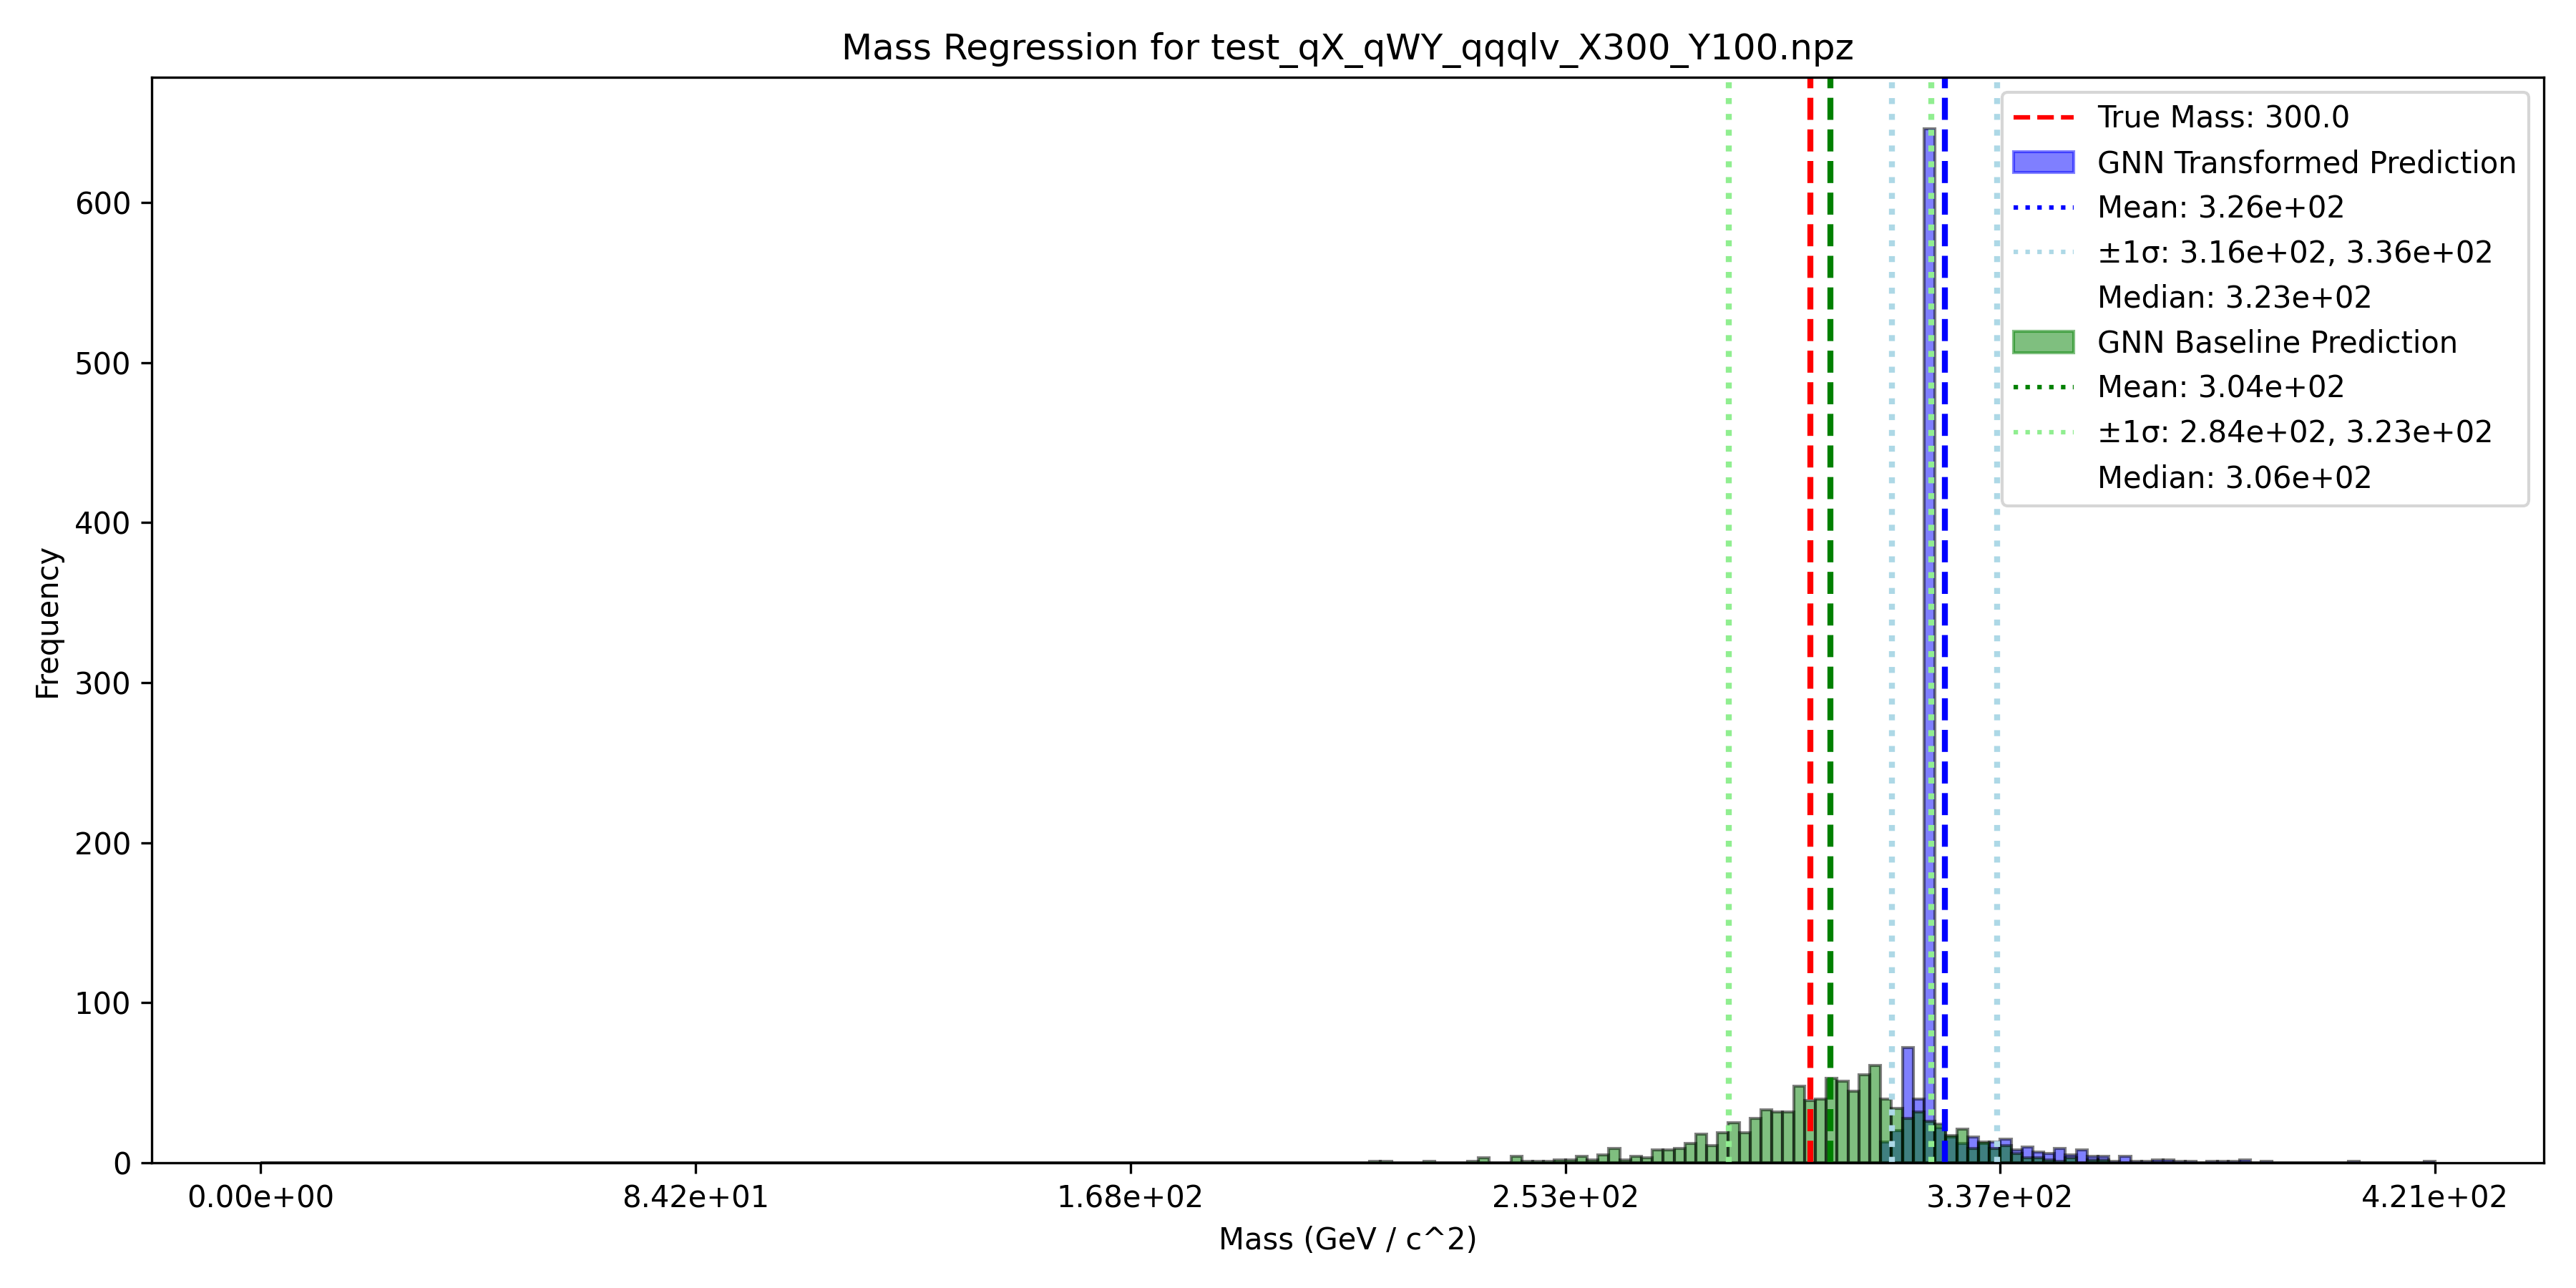 Mass Regression for test_qX_qWY_qqqlv_X300_Y100.npz
True Mass: 300.0
GNN Transformed Prediction
Mean: 3.26e+02
±1σ: 3.16e+02, 3.36e+02
Median: 3.23e+02
GNN Baseline Prediction
Mean: 3.04e+02
±1σ: 2.84e+02, 3.23e+02
Median: 3.06e+02
Frequency
600
500
400
300
200
100
0
0.00e+00 8.42e+01 1.68e+02 2.53e+02 3.37e+02 4.21e+02
Mass (GeV / c^2)